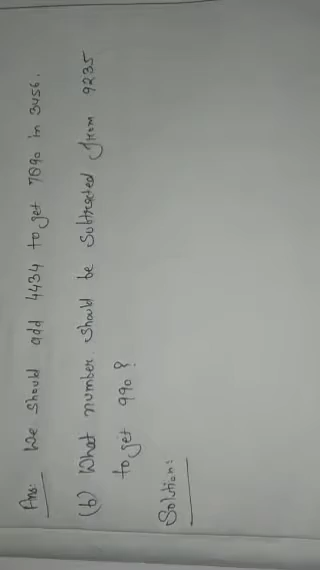 Ans: We should add 4434 to get 7890 in 3456.
(b) What number should be subtracted from 9235
to get 990?
Solution: